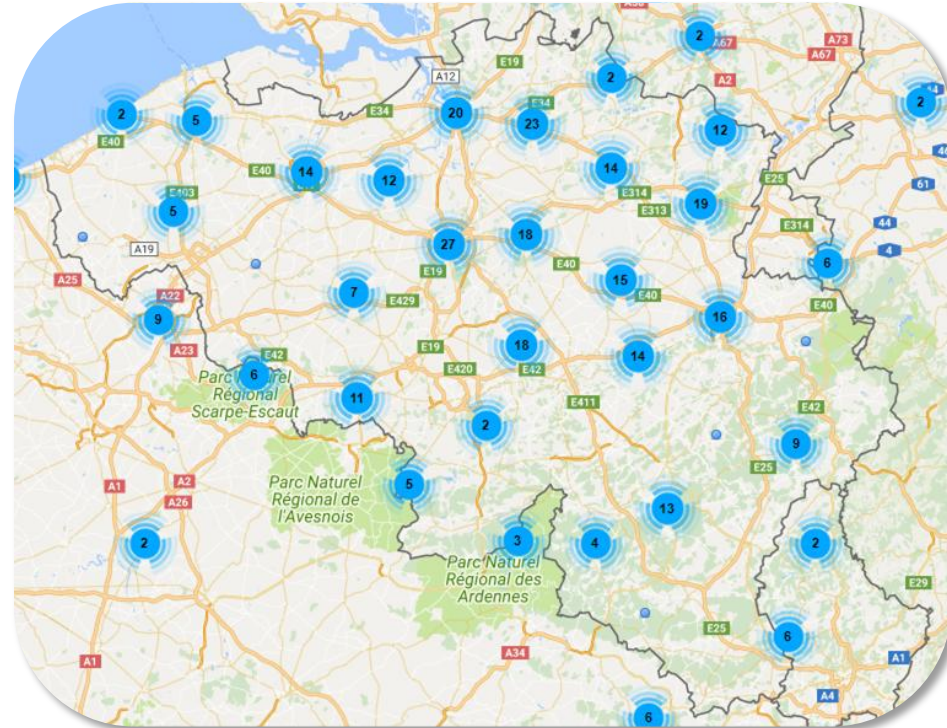 2
A67
A73
A67
E19
A12
2
A2
2
44
E34
20
E34
23
12
2
5
E40
46
E40
14
12
14
E314
E25
61
E403
5
E313
19
E314
44
A19
27
18
4
6
A25
E19
E40
15
E40
E40
7
E429
A22
9
16
E19
18
A23
E42
E420
E42
14
6
Parc Naturel
Régional
Scarpe-Escaut
11
E411
E42
2
9
E25
A1
A2
Parc Naturel
Régional de
l'Avesnois
5
A26
13
2
3
4
2
Parc Naturel
Régional des
Ardennes
E29
E25
6
A1
A34
A1
A4
6